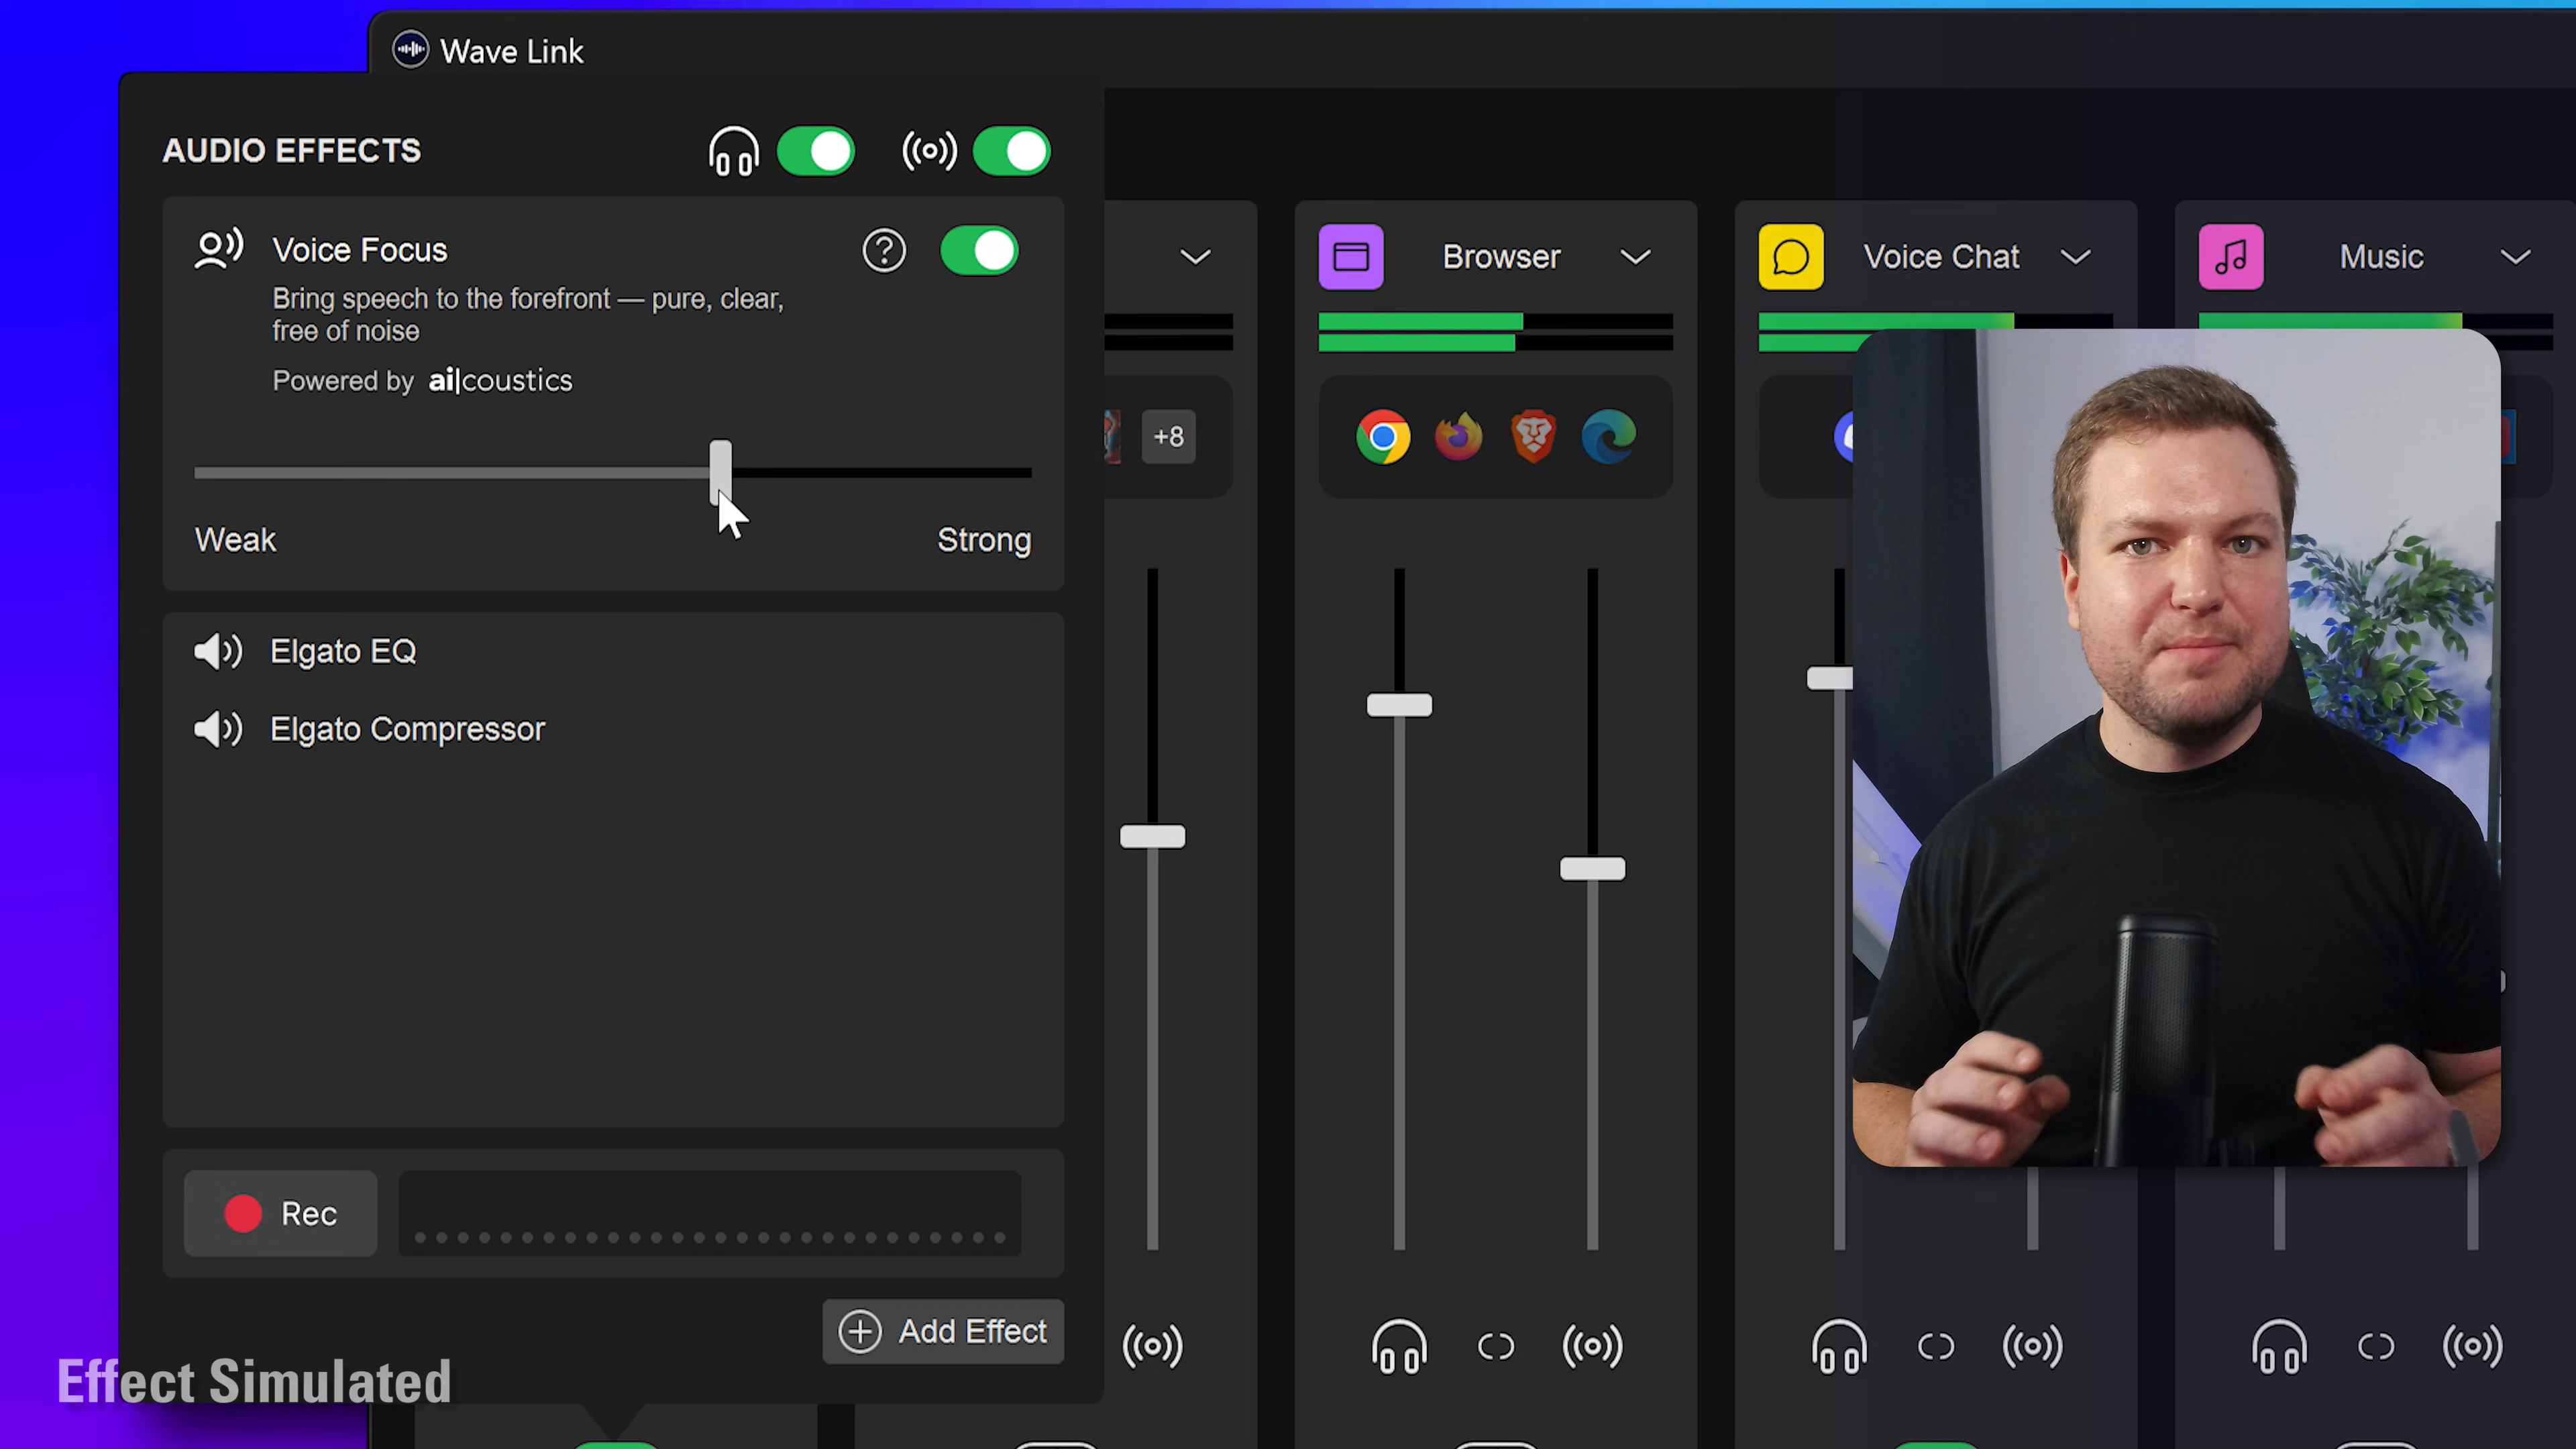 Wave Link
AUDIO EFFECTS
Voice Focus
Bring speech to the forefront — pure, clear,
free of noise
Powered by ai|coustics
Weak
Strong
Elgato EQ
Elgato Compressor
Rec
Add Effect
Effect Simulated
+8
Browser
Voice Chat
Music